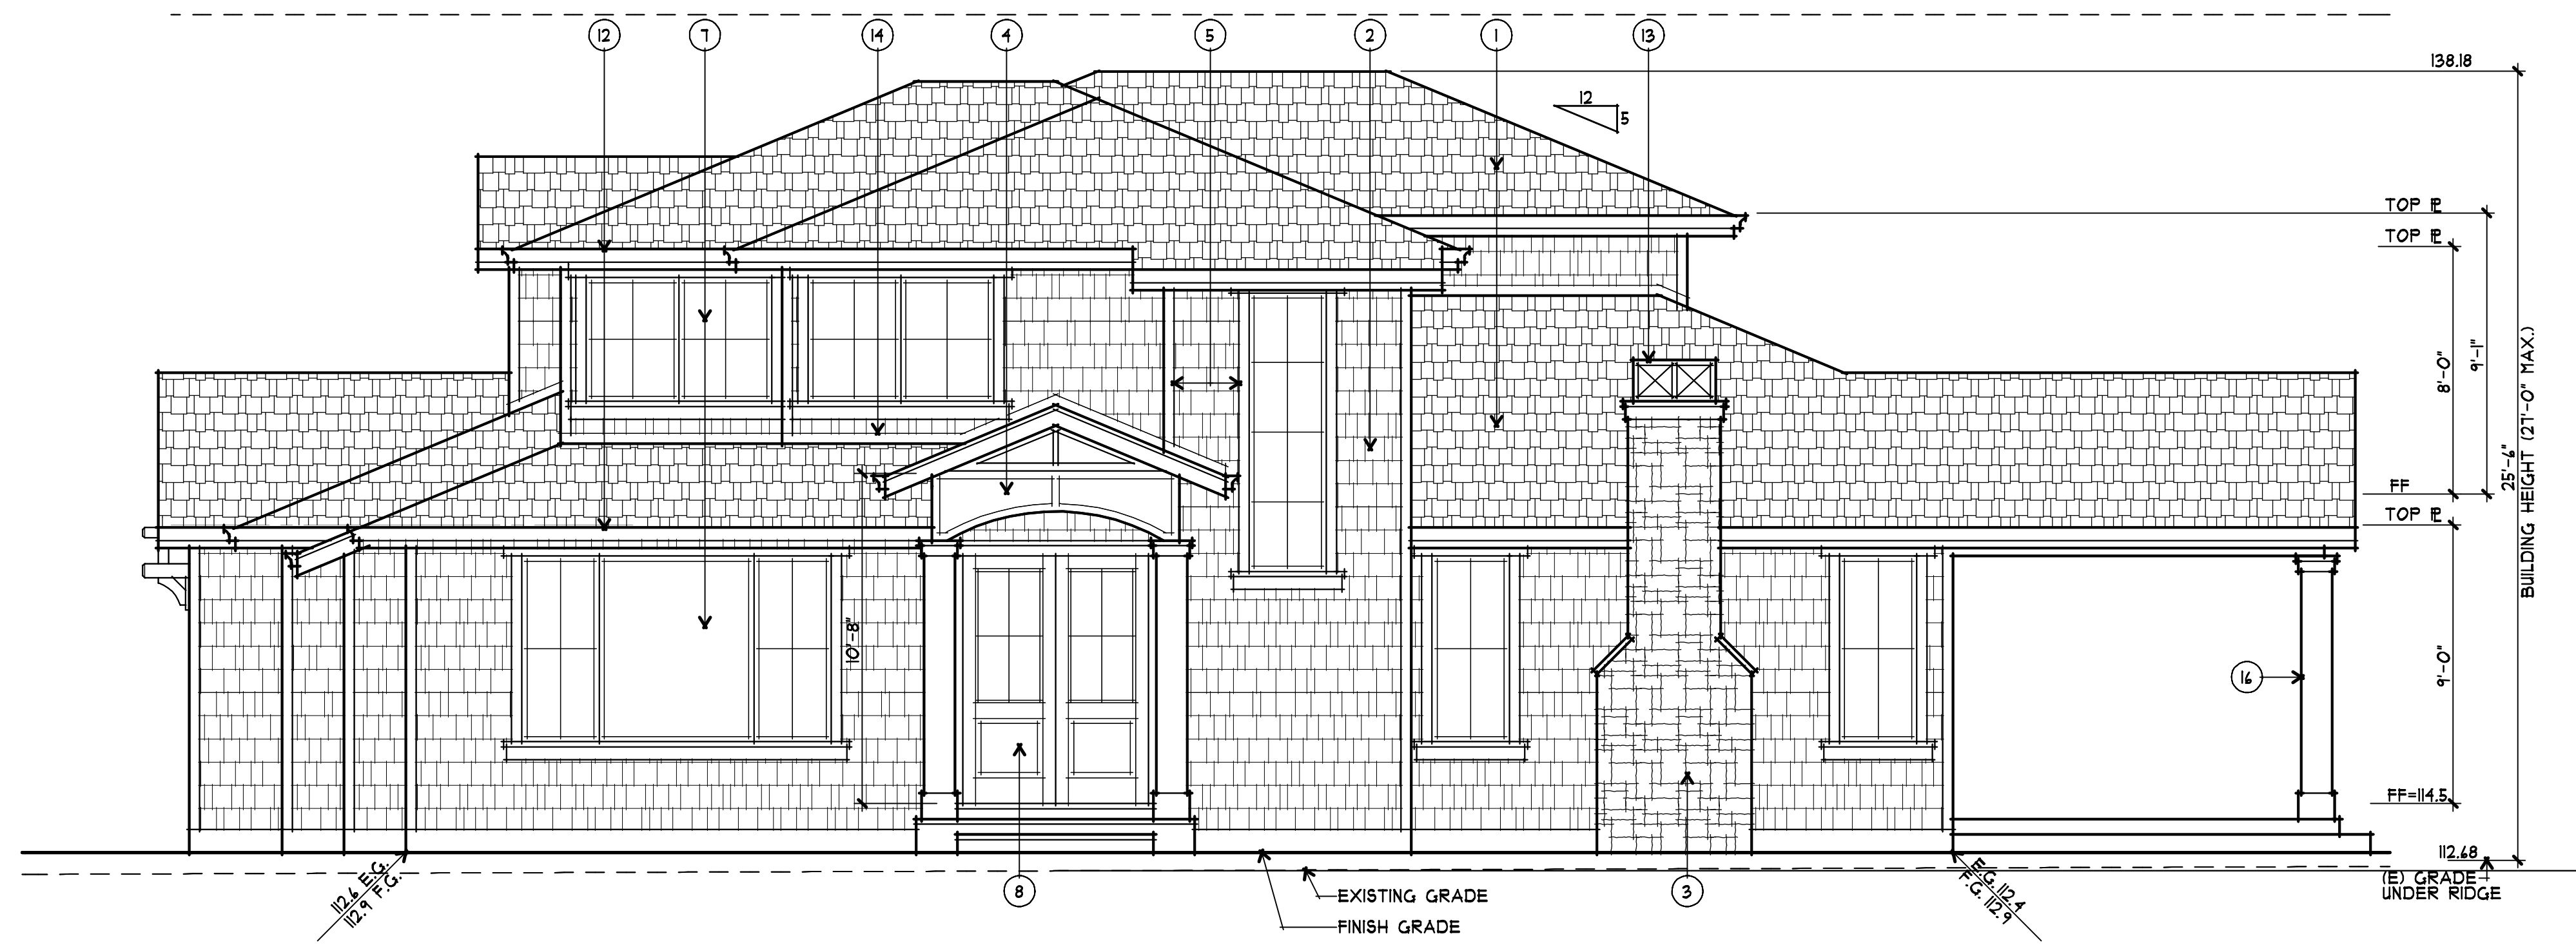 12 7 14 4 5 2 1 13
138.18
12
5
TOP PL
TOP PL
8'-0"
9'-1"
25'-6"
BUILDING HEIGHT (27'-0" MAX.)
FF
TOP PL
10'-8"
9'-0"
16
FF=114.5
112.68
(E) GRADE
UNDER RIDGE
112.6 E.G.
112.9 F.G.
8
3
E.G. 112.4
F.G. 112.9
EXISTING GRADE
FINISH GRADE